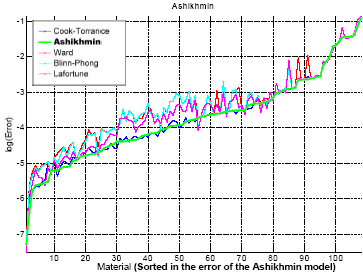 Ashikhmin
Cook-Torrance
Ashikhmin
Ward
Blinn-Phong
Lafortune
log(Error)
-1
-2
-3
-4
-5
-6
-7
10 20 30 40 50 60 70 80 90 100
Material (Sorted in the error of the Ashikhmin model)